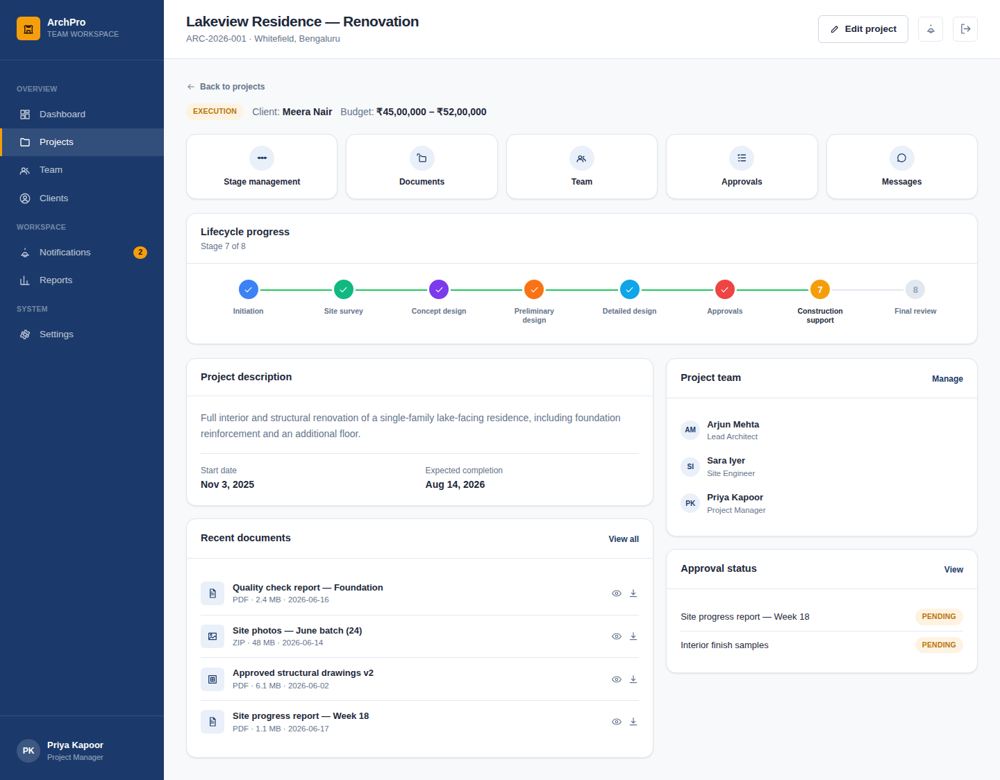 ArchPro
TEAM WORKSPACE
OVERVIEW
Dashboard
Projects
Team
Clients
WORKSPACE
Notifications 2
Reports
SYSTEM
Settings
PK
Priya Kapoor
Project Manager
Lakeview Residence — Renovation
ARC-2026-001 · Whitefield, Bengaluru
Edit project
Back to projects
EXECUTION Client: Meera Nair Budget: ₹45,00,000 – ₹52,00,000
Stage management
Documents
Team
Approvals
Messages
Lifecycle progress
Stage 7 of 8
7
8
Initiation
Site survey
Concept design
Preliminary
design
Detailed design
Approvals
Construction
support
Final review
Project description
Full interior and structural renovation of a single-family lake-facing residence, including foundation
reinforcement and an additional floor.
Start date
Nov 3, 2025
Expected completion
Aug 14, 2026
Recent documents
View all
Quality check report — Foundation
PDF · 2.4 MB · 2026-06-16
Site photos — June batch (24)
ZIP · 48 MB · 2026-06-14
Approved structural drawings v2
PDF · 6.1 MB · 2026-06-02
Site progress report — Week 18
PDF · 1.1 MB · 2026-06-17
Project team
Manage
AM
Arjun Mehta
Lead Architect
SI
Sara Iyer
Site Engineer
PK
Priya Kapoor
Project Manager
Approval status
View
Site progress report — Week 18
PENDING
Interior finish samples
PENDING